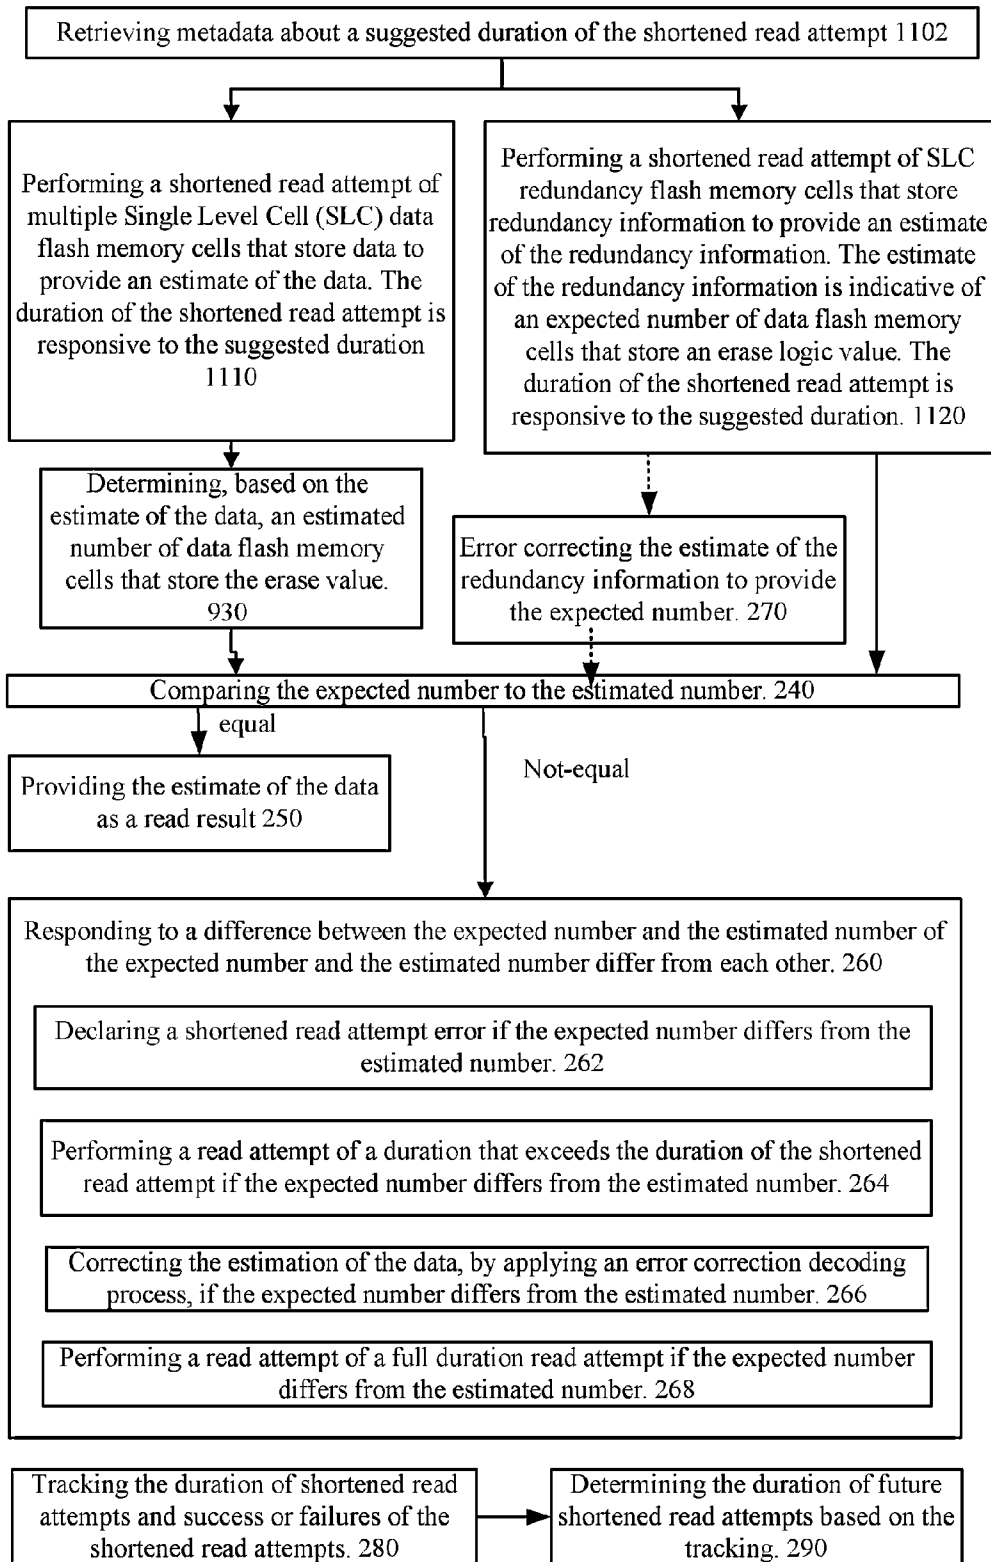 Retrieving metadata about a suggested duration of the shortened read attempt 1102
Performing a shortened read attempt of
multiple Single Level Cell (SLC) data
flash memory cells that store data to
provide an estimate of the data. The
duration of the shortened read attempt is
responsive to the suggested duration
1110
Performing a shortened read attempt of SLC
redundancy flash memory cells that store
redundancy information to provide an estimate
of the redundancy information. The estimate
of the redundancy information is indicative of
an expected number of data flash memory
cells that store an erase logic value. The
duration of the shortened read attempt is
responsive to the suggested duration. 1120
Determining, based on the
estimate of the data, an estimated
number of data flash memory
cells that store the erase value.
930
Error correcting the estimate of the
redundancy information to provide
the expected number. 270
Comparing the expected number to the estimated number. 240
equal
Not-equal
Providing the estimate of the data
as a read result 250
Responding to a difference between the expected number and the estimated number of
the expected number and the estimated number differ from each other. 260
Declaring a shortened read attempt error if the expected number differs from the
estimated number. 262
Performing a read attempt of a duration that exceeds the duration of the shortened
read attempt if the expected number differs from the estimated number. 264
Correcting the estimation of the data, by applying an error correction decoding
process, if the expected number differs from the estimated number. 266
Performing a read attempt of a full duration read attempt if the expected number
differs from the estimated number. 268
Tracking the duration of shortened read
attempts and success or failures of the
shortened read attempts. 280
Determining the duration of future
shortened read attempts based on the
tracking. 290